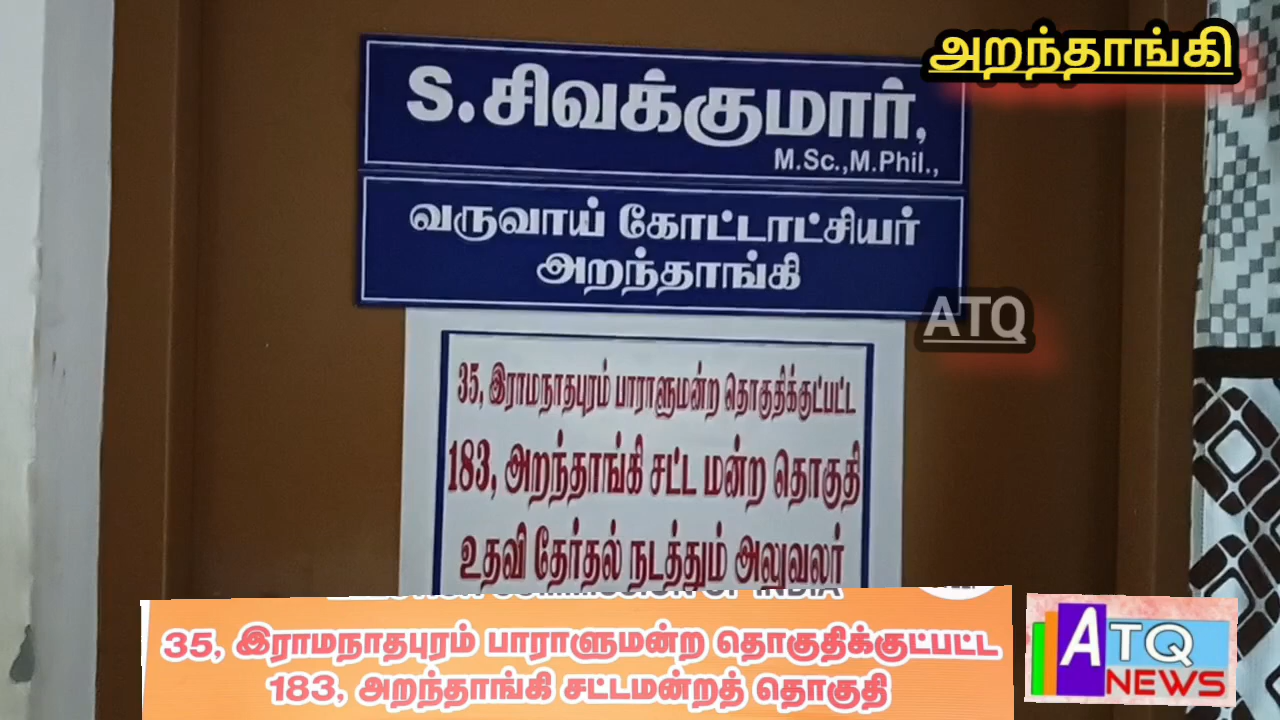 அறந்தாங்கி
S.சிவக்குமார்,
M.Sc.,M.Phil.,
வருவாய் கோட்டாட்சியர்
அறந்தாங்கி
ATQ
35, இராமநாதபுரம் பாராளுமன்ற தொகுதிக்குட்பட்ட
183, அறந்தாங்கி சட்ட மன்ற தொகுதி
உதவி தேர்தல் நடத்தும் அலுவலர்
35, இராமநாதபுரம் பாராளுமன்ற தொகுதிக்குட்பட்ட
183, அறந்தாங்கி சட்டமன்றத் தொகுதி
ATQ
NEWS